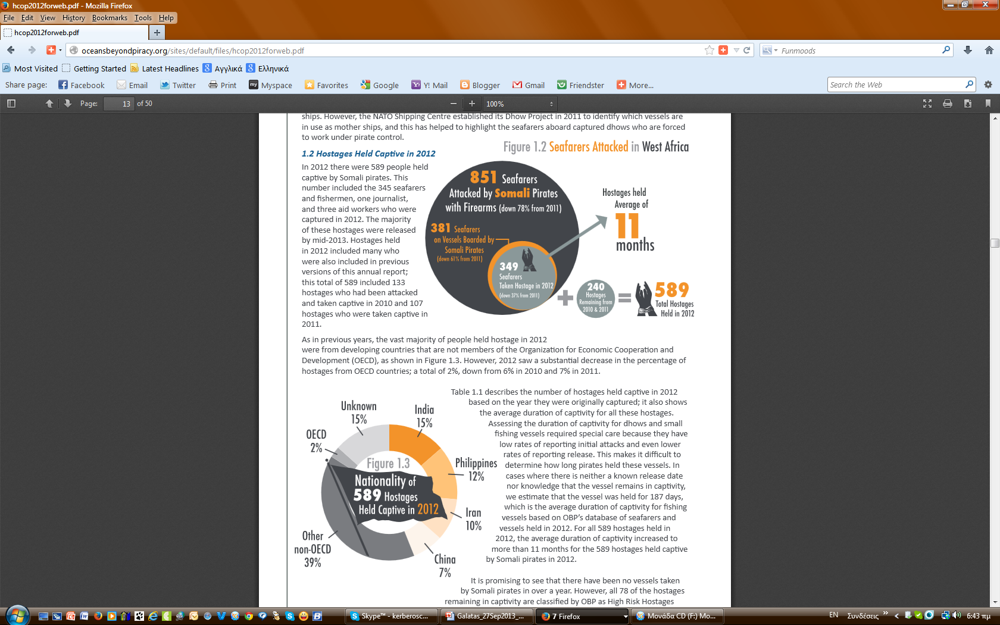 hcop2012forweb.pdf - Mozilla Firefox
File Edit View History Bookmarks Tools Help
hcop2012forweb.pdf
oceansbeyondpiracy.org/sites/default/files/hcop2012forweb.pdf
Funmoods
Most Visited Getting Started Latest Headlines Αγγλικά Ελληνικά
Share page: Facebook Email Twitter Print Myspace Favorites Google Y! Mail Blogger Gmail Friendster More...
Search the Web
Page: 13 of 50
100%
ships. However, the NATO Shipping Centre established its Dhow Project in 2011 to identify which vessels are
in use as mother ships, and this has helped to highlight the seafarers aboard captured dhows who are forced
to work under pirate control.
1.2 Hostages Held Captive in 2012
In 2012 there were 589 people held
captive by Somali pirates. This
number included the 345 seafarers
and fishermen, one journalist,
and three aid workers who were
captured in 2012. The majority
of these hostages were released
by mid-2013. Hostages held
in 2012 included many who
were also included in previous
versions of this annual report;
this total of 589 included 133
hostages who had been attacked
and taken captive in 2010 and 107
hostages who were taken captive in
2011.
Figure 1.2 Seafarers Attacked in West Africa
851 Seafarers
Attacked by Somali Pirates
with Firearms (down 78% from 2011)
381 Seafarers
on Vessels Boarded by
Somali Pirates
(down 61% from 2011)
349
Seafarers
Taken Hostage in 2012
(down 37% from 2011)
Hostages held
Average of
11
months
+
240
Hostages
Remaining from
2010 & 2011
=
589
Total Hostages
Held in 2012
As in previous years, the vast majority of people held hostage in 2012
were from developing countries that are not members of the Organization for Economic Cooperation and
Development (OECD), as shown in Figure 1.3. However, 2012 saw a substantial decrease in the percentage of
hostages from OECD countries; a total of 2%, down from 6% in 2010 and 7% in 2011.
Unknown
15%
India
15%
OECD
2%
Philippines
12%
Iran
10%
China
7%
Other
non-OECD
39%
Figure 1.3
Nationality of
589 Hostages
Held Captive in 2012
Table 1.1 describes the number of hostages held captive in 2012
based on the year they were originally captured; it also shows
the average duration of captivity for all these hostages.
Assessing the duration of captivity for dhows and small
fishing vessels required special care because they have
low rates of reporting initial attacks and even lower
rates of reporting release. This makes it difficult to
determine how long pirates held these vessels. In
cases where there is neither a known release date
nor knowledge that the vessel remains in captivity,
we estimate that the vessel was held for 187 days,
which is the average duration of captivity for fishing
vessels based on OBP's database of seafarers and
vessels held in 2012. For all 589 hostages held in
2012, the average duration of captivity increased to
more than 11 months for the 589 hostages held captive
by Somali pirates in 2012.
It is promising to see that there have been no vessels taken
by Somali pirates in over a year. However, all 78 of the hostages
remaining in captivity are classified by OBP as High Risk Hostages
Skype™ - kerberosc...
Galatas_27Sep2013_...
7 Firefox
Μονάδα CD (F:) Mo...
EN Συνδέσεις » 6:43 πμ